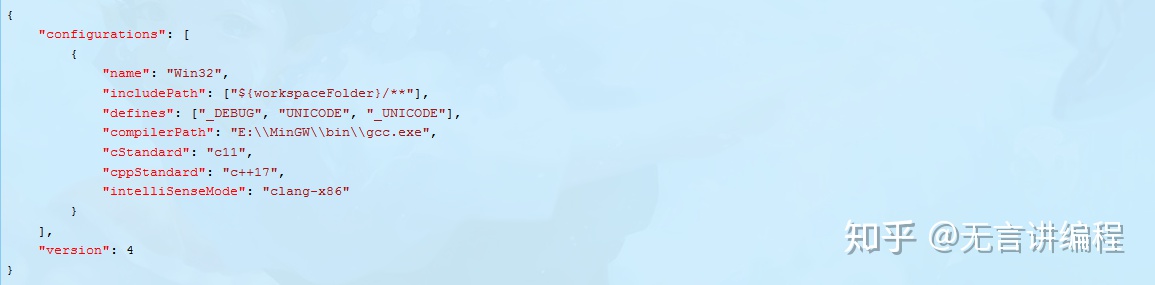 {
    "configurations": [
        {
            "name": "Win32",
            "includePath": ["${workspaceFolder}/**"],
            "defines": ["_DEBUG", "UNICODE", "_UNICODE"],
            "compilerPath": "E:\\MinGW\\bin\\gcc.exe",
            "cStandard": "c11",
            "cppStandard": "c++17",
            "intelliSenseMode": "clang-x86"
        }
    ],
    "version": 4
}
知乎 @无言讲编程